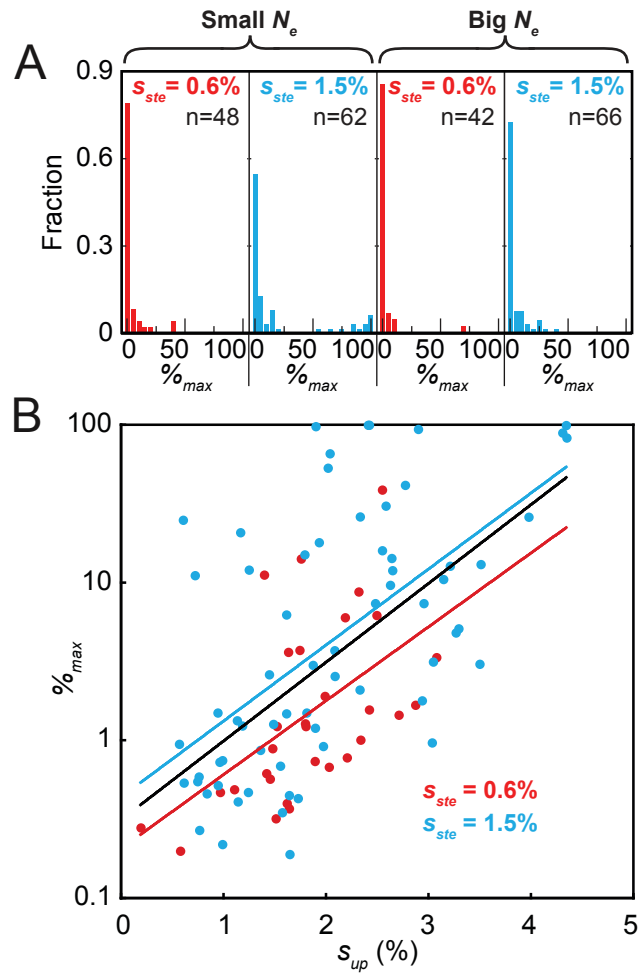 Small Nₑ Big Nₑ
A
0.9 0.6 0.3 0
Fraction
s_ste = 0.6% s_ste = 1.5% s_ste = 0.6% s_ste = 1.5%
n=48 n=62 n=42 n=66
0 50 100 0 50 100 0 50 100 0 50 100
%max %max %max %max
B
100
10
1
0.1
%max
s_ste = 0.6%
s_ste = 1.5%
0 1 2 3 4 5
s_up (%)